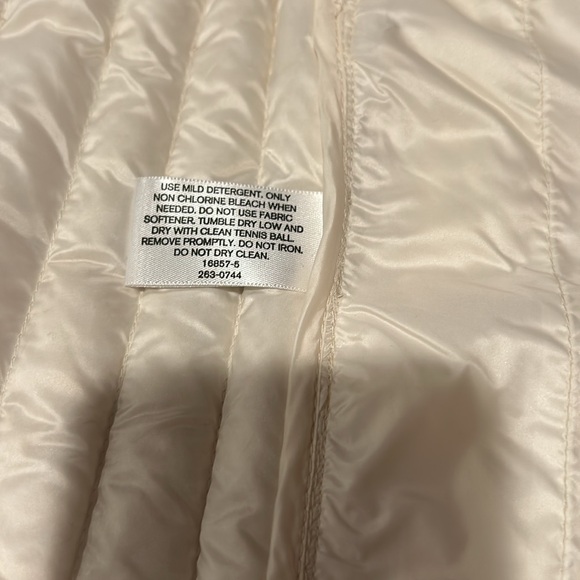 USE MILD DETERGENT. ONLY
NON CHLORINE BLEACH WHEN
NEEDED. DO NOT USE FABRIC
SOFTENER. TUMBLE DRY LOW AND
DRY WITH CLEAN TENNIS BALL.
REMOVE PROMPTLY. DO NOT IRON.
DO NOT DRY CLEAN.
16857-5
263-0744